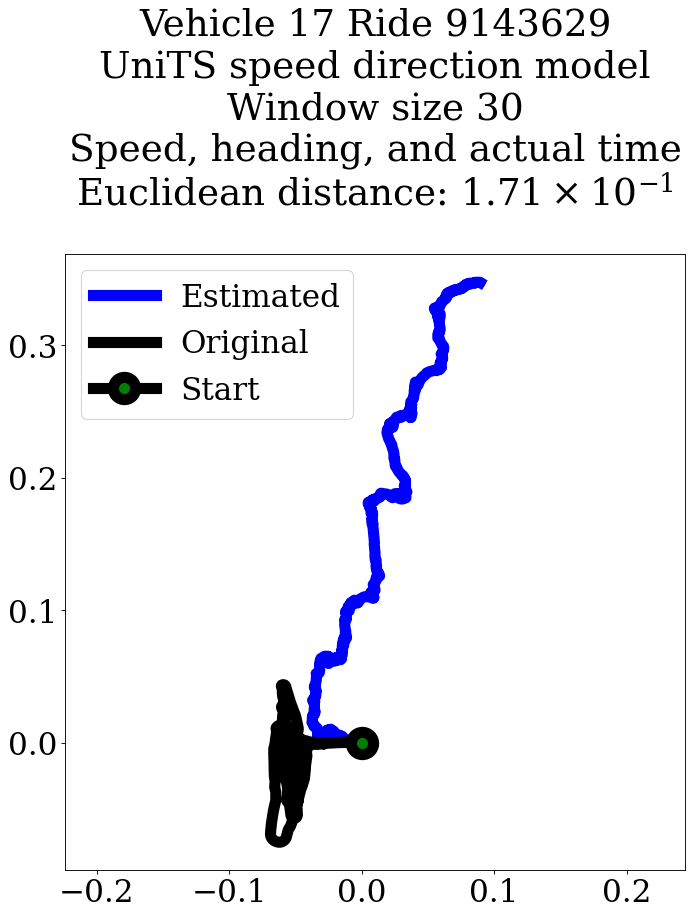 Vehicle 17 Ride 9143629
UniTS speed direction model
Window size 30
Speed, heading, and actual time
Euclidean distance: 1.71 × 10⁻¹
Estimated
Original
Start
0.3
0.2
0.1
0.0
−0.2 −0.1 0.0 0.1 0.2